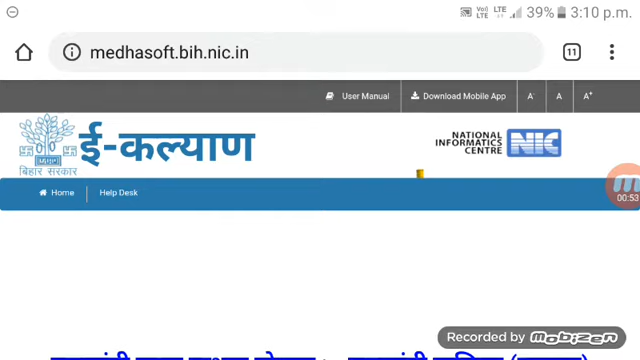 39% 3:10 p.m.
medhasoft.bih.nic.in
11
User Manual
Download Mobile App
A-
A
A+
ई-कल्याण
बिहार सरकार
NATIONAL
INFORMATICS
CENTRE
NIC
Home
Help Desk
00:53
Recorded by MOBIZEN